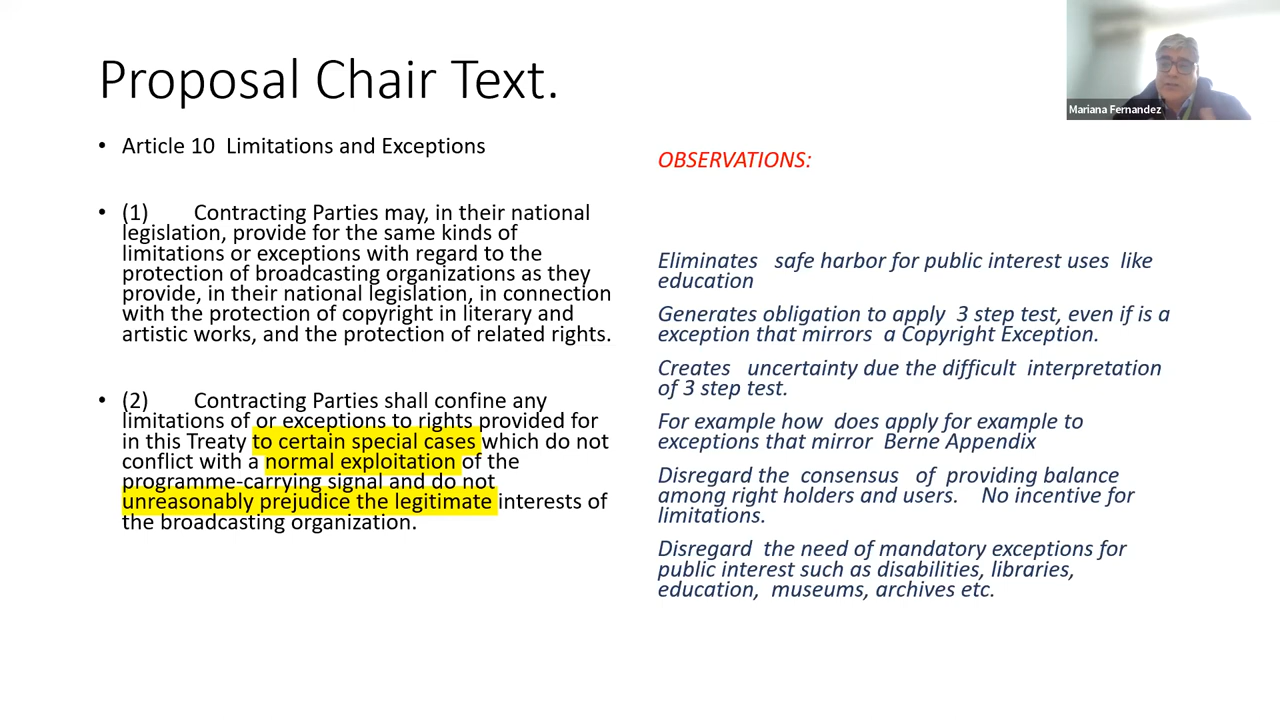 Proposal Chair Text.
Mariana Fernandez
• Article 10 Limitations and Exceptions
• (1) Contracting Parties may, in their national
legislation, provide for the same kinds of
limitations or exceptions with regard to the
protection of broadcasting organizations as they
provide, in their national legislation, in connection
with the protection of copyright in literary and
artistic works, and the protection of related rights.
• (2) Contracting Parties shall confine any
limitations of or exceptions to rights provided for
in this Treaty to certain special cases which do not
conflict with a normal exploitation of the
programme-carrying signal and do not
unreasonably prejudice the legitimate interests of
the broadcasting organization.
OBSERVATIONS:
Eliminates safe harbor for public interest uses like
education
Generates obligation to apply 3 step test, even if is a
exception that mirrors a Copyright Exception.
Creates uncertainty due the difficult interpretation
of 3 step test.
For example how does apply for example to
exceptions that mirror Berne Appendix
Disregard the consensus of providing balance
among right holders and users. No incentive for
limitations.
Disregard the need of mandatory exceptions for
public interest such as disabilities, libraries,
education, museums, archives etc.